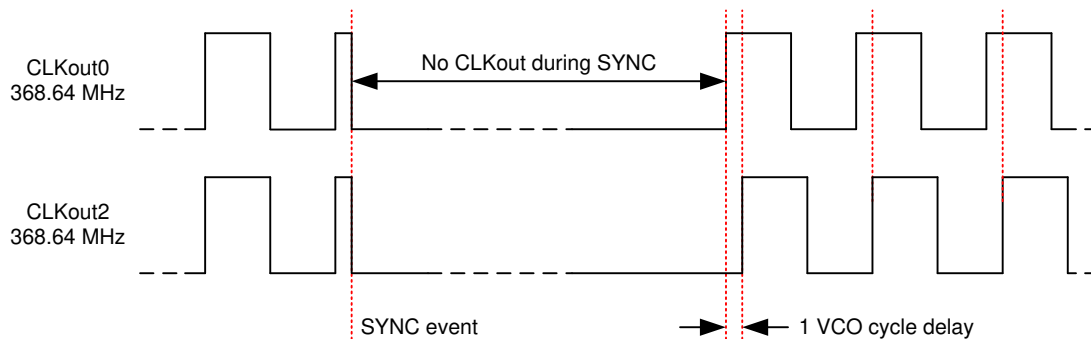 CLKout0
368.64 MHz
No CLKout during SYNC
CLKout2
368.64 MHz
SYNC event
1 VCO cycle delay